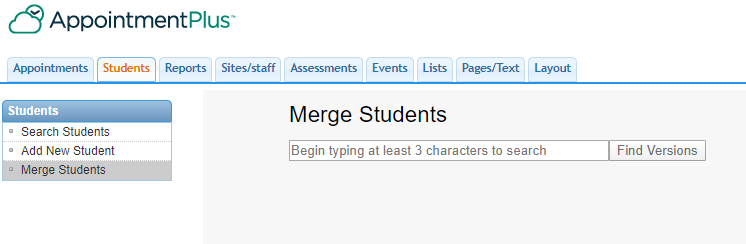 AppointmentPlus™
Appointments Students Reports Sites/staff Assessments Events Lists Pages/Text Layout
Students
Search Students
Add New Student
Merge Students
Merge Students
Begin typing at least 3 characters to search Find Versions